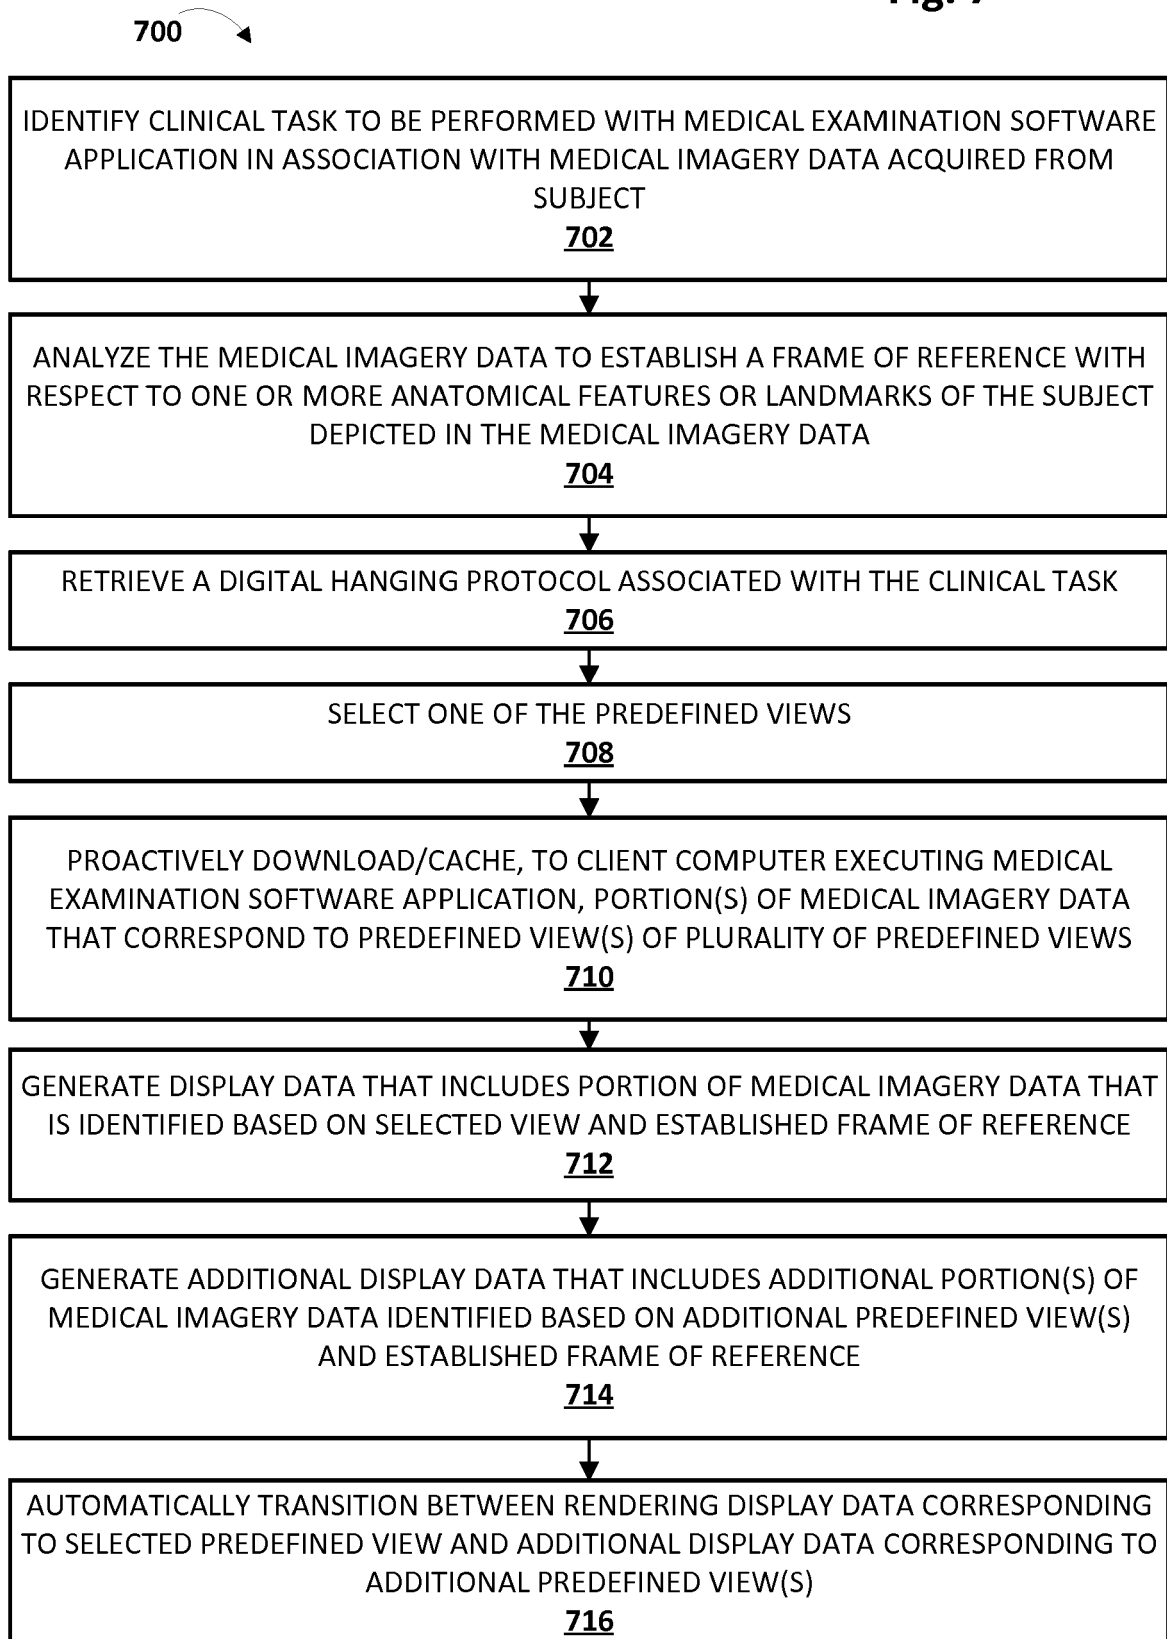 Fig. 7
700
IDENTIFY CLINICAL TASK TO BE PERFORMED WITH MEDICAL EXAMINATION SOFTWARE
APPLICATION IN ASSOCIATION WITH MEDICAL IMAGERY DATA ACQUIRED FROM
SUBJECT
702
ANALYZE THE MEDICAL IMAGERY DATA TO ESTABLISH A FRAME OF REFERENCE WITH
RESPECT TO ONE OR MORE ANATOMICAL FEATURES OR LANDMARKS OF THE SUBJECT
DEPICTED IN THE MEDICAL IMAGERY DATA
704
RETRIEVE A DIGITAL HANGING PROTOCOL ASSOCIATED WITH THE CLINICAL TASK
706
SELECT ONE OF THE PREDEFINED VIEWS
708
PROACTIVELY DOWNLOAD/CACHE, TO CLIENT COMPUTER EXECUTING MEDICAL
EXAMINATION SOFTWARE APPLICATION, PORTION(S) OF MEDICAL IMAGERY DATA
THAT CORRESPOND TO PREDEFINED VIEW(S) OF PLURALITY OF PREDEFINED VIEWS
710
GENERATE DISPLAY DATA THAT INCLUDES PORTION OF MEDICAL IMAGERY DATA THAT
IS IDENTIFIED BASED ON SELECTED VIEW AND ESTABLISHED FRAME OF REFERENCE
712
GENERATE ADDITIONAL DISPLAY DATA THAT INCLUDES ADDITIONAL PORTION(S) OF
MEDICAL IMAGERY DATA IDENTIFIED BASED ON ADDITIONAL PREDEFINED VIEW(S)
AND ESTABLISHED FRAME OF REFERENCE
714
AUTOMATICALLY TRANSITION BETWEEN RENDERING DISPLAY DATA CORRESPONDING
TO SELECTED PREDEFINED VIEW AND ADDITIONAL DISPLAY DATA CORRESPONDING TO
ADDITIONAL PREDEFINED VIEW(S)
716